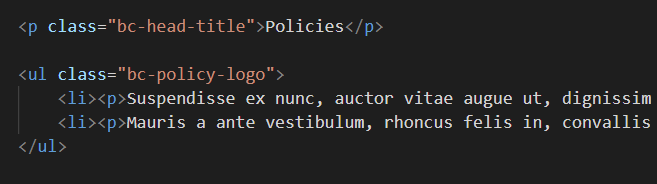 <p class="bc-head-title">Policies</p>
<ul class="bc-policy-logo">
<li><p>Suspendisse ex nunc, auctor vitae augue ut, dignissim
<li><p>Mauris a ante vestibulum, rhoncus felis in, convallis
</ul>